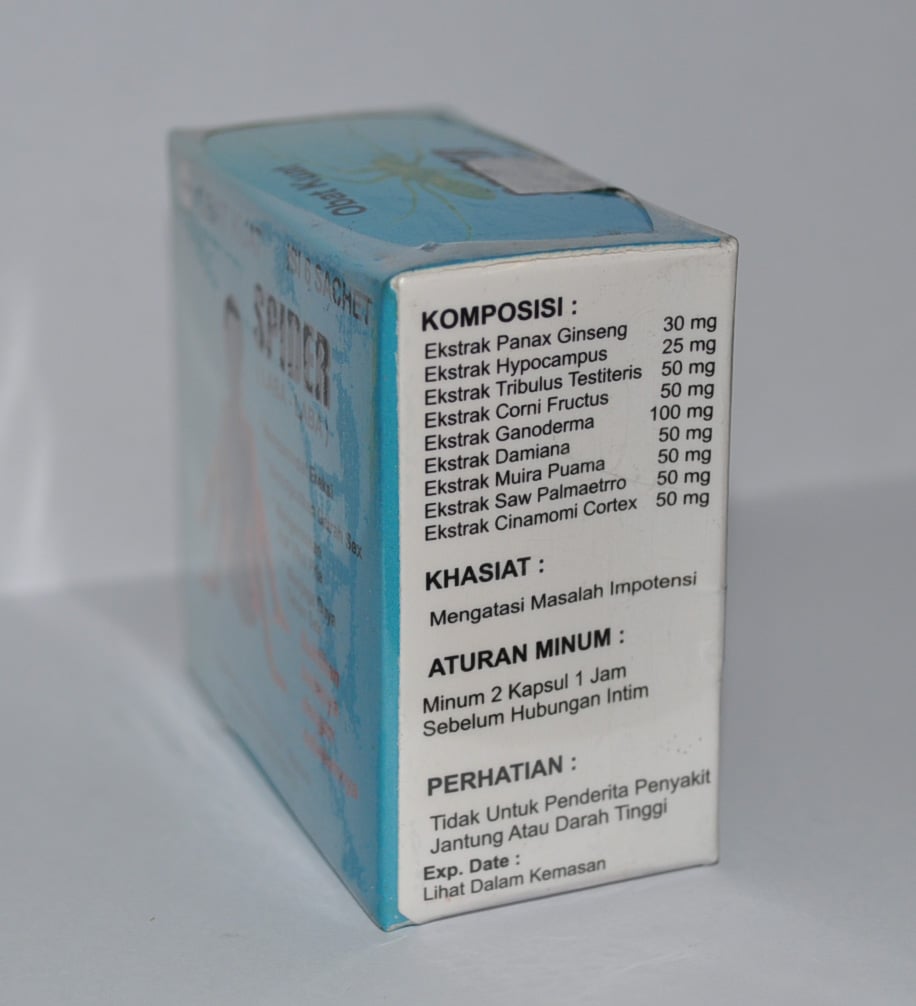 Obat Kuat
ISI 6 SACHET
SPIDER
KOMPOSISI :
Ekstrak Panax Ginseng 30 mg
Ekstrak Hypocampus 25 mg
Ekstrak Tribulus Testiteris 50 mg
Ekstrak Corni Fructus 50 mg
Ekstrak Ganoderma 100 mg
Ekstrak Damiana 50 mg
Ekstrak Muira Puama 50 mg
Ekstrak Saw Palmaetrro 50 mg
Ekstrak Cinamomi Cortex 50 mg
KHASIAT :
Mengatasi Masalah Impotensi
ATURAN MINUM :
Minum 2 Kapsul 1 Jam
Sebelum Hubungan Intim
PERHATIAN :
Tidak Untuk Penderita Penyakit
Jantung Atau Darah Tinggi
Exp. Date :
Lihat Dalam Kemasan